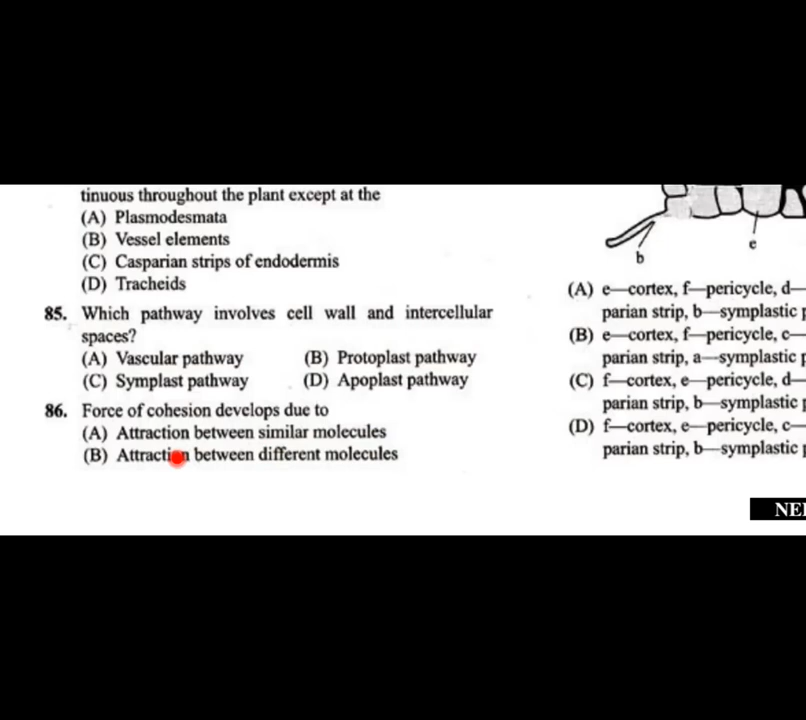 tinuous throughout the plant except at the
(A) Plasmodesmata
(B) Vessel elements
(C) Casparian strips of endodermis
(D) Tracheids
85. Which pathway involves cell wall and intercellular
spaces?
(A) Vascular pathway (B) Protoplast pathway
(C) Symplast pathway (D) Apoplast pathway
86. Force of cohesion develops due to
(A) Attraction between similar molecules
(B) Attraction between different molecules
b
e
(A) e—cortex, f—pericycle, d—
parian strip, b—symplastic p
(B) e—cortex, f—pericycle, c—
parian strip, a—symplastic p
(C) f—cortex, e—pericycle, d—
parian strip, b—symplastic p
(D) f—cortex, e—pericycle, c—
parian strip, b—symplastic p